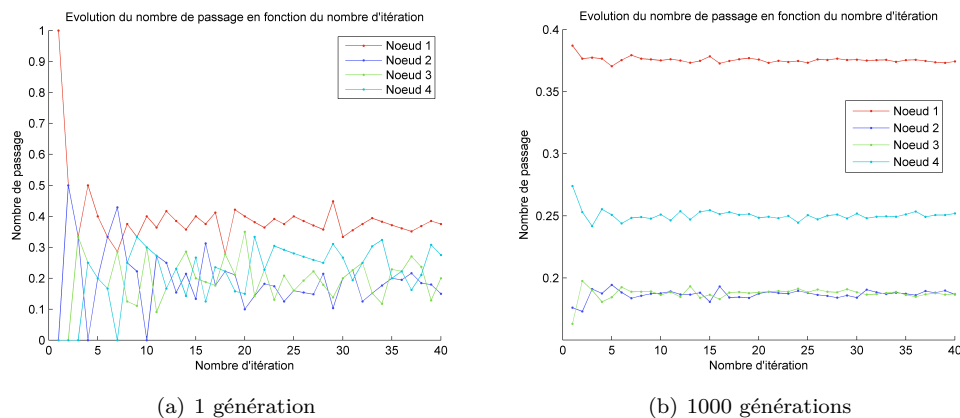 Evolution du nombre de passage en fonction du nombre d'itération
Nombre de passage
1
0.9
0.8
0.7
0.6
0.5
0.4
0.3
0.2
0.1
0
0 5 10 15 20 25 30 35 40
Nombre d'itération
Noeud 1
Noeud 2
Noeud 3
Noeud 4
(a) 1 génération
Evolution du nombre de passage en fonction du nombre d'itération
Nombre de passage
0.4
0.35
0.3
0.25
0.2
0 5 10 15 20 25 30 35 40
Nombre d'itération
Noeud 1
Noeud 2
Noeud 3
Noeud 4
(b) 1000 générations